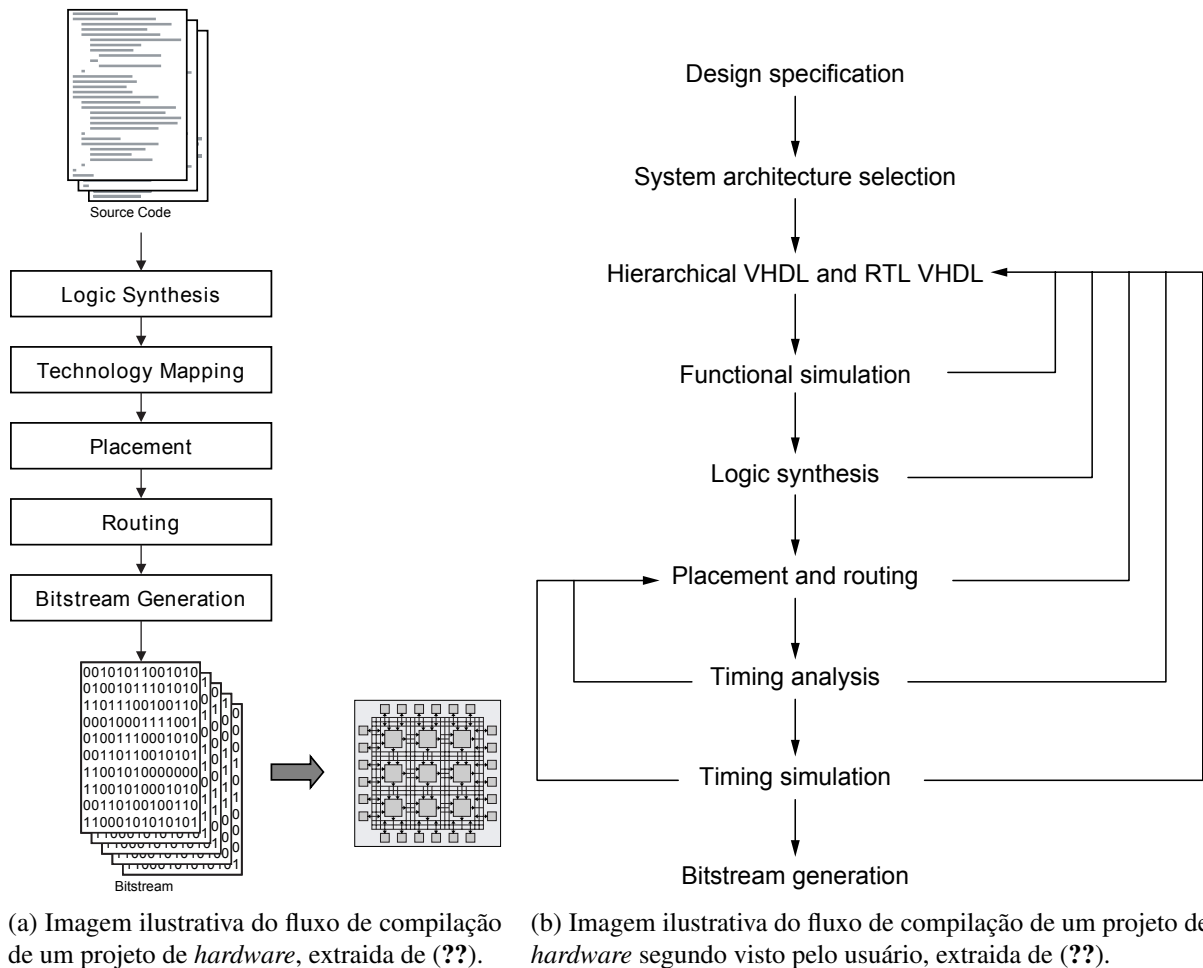 Source Code
Logic Synthesis
Technology Mapping
Placement
Routing
Bitstream Generation
00101011001010
01001011101010
11011100100110
00010001111001
01001110001010
00110110010101
11001010000000
11001010001010
00110100100110
11000101010101
Bitstream
(a) Imagem ilustrativa do fluxo de compilação
de um projeto de hardware, extraida de (??).
Design specification
System architecture selection
Hierarchical VHDL and RTL VHDL
Functional simulation
Logic synthesis
Placement and routing
Timing analysis
Timing simulation
Bitstream generation
(b) Imagem ilustrativa do fluxo de compilação de um projeto de
hardware segundo visto pelo usuário, extraida de (??).